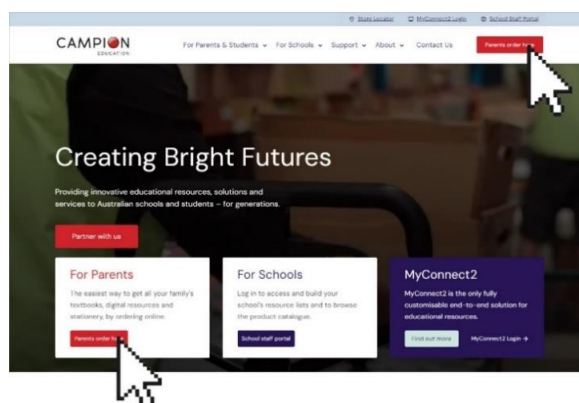 Store Locator MyConnect2 Login School Staff Portal
CAMPION
EDUCATION
For Parents & Students For Schools Support About Contact Us Parents order here
Creating Bright Futures
Providing innovative educational resources, solutions and
services to Australian schools and students – for generations.
Partner with us
For Parents
The easiest way to get all your family's
textbooks, digital resources and
stationery, by ordering online.
Parents order
For Schools
Log in to access and build your
school's resource lists and to browse
the product catalogue.
School staff portal
MyConnect2
MyConnect2 is the only fully
customisable end-to-end solution for
educational resources.
Find out more MyConnect2 Login →